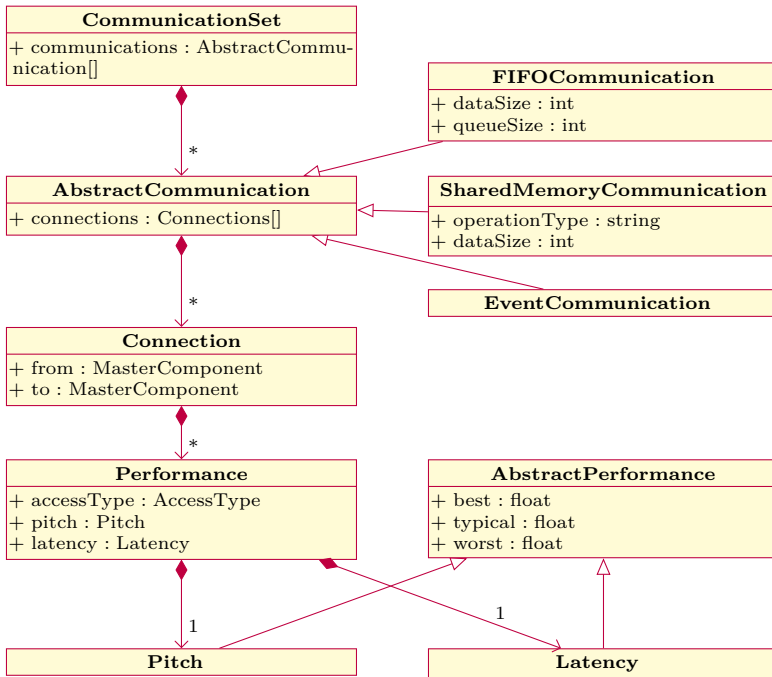 CommunicationSet
+ communications : AbstractCommu-
nication[]
*
FIFOCommunication
+ dataSize : int
+ queueSize : int
AbstractCommunication
+ connections : Connections[]
*
SharedMemoryCommunication
+ operationType : string
+ dataSize : int
EventCommunication
Connection
+ from : MasterComponent
+ to : MasterComponent
*
Performance
+ accessType : AccessType
+ pitch : Pitch
+ latency : Latency
AbstractPerformance
+ best : float
+ typical : float
+ worst : float
1
1
Pitch
Latency